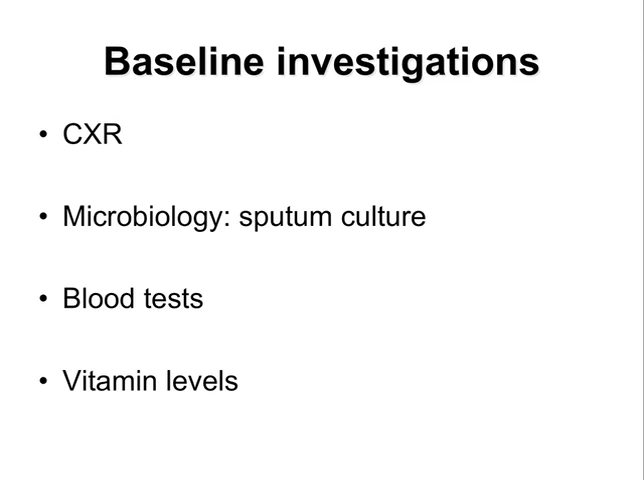 Baseline investigations
• CXR
• Microbiology: sputum culture
• Blood tests
• Vitamin levels